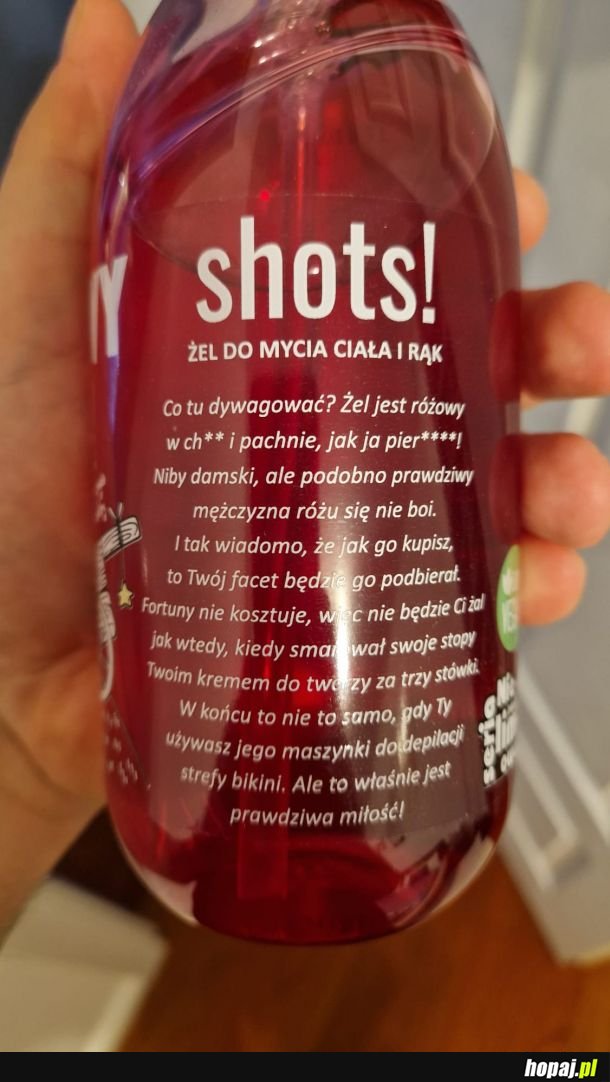 shots!
ŻEL DO MYCIA CIAŁA I RĄK
Co tu dywagować? Żel jest różowy
w ch** i pachnie, jak ja pier****!
Niby damski, ale podobno prawdziwy
mężczyzna różu się nie boi.
I tak wiadomo, że jak go kupisz,
to Twój facet będzie go podbierał.
Fortuny nie kosztuje, więc nie będzie Ci żal
jak wtedy, kiedy smarował swoje stopy
Twoim kremem do twarzy za trzy stówki.
W końcu to nie to samo, gdy Ty
używasz jego maszynki do depilacji
strefy bikini. Ale to właśnie jest
prawdziwa miłość!
hopaj.pl